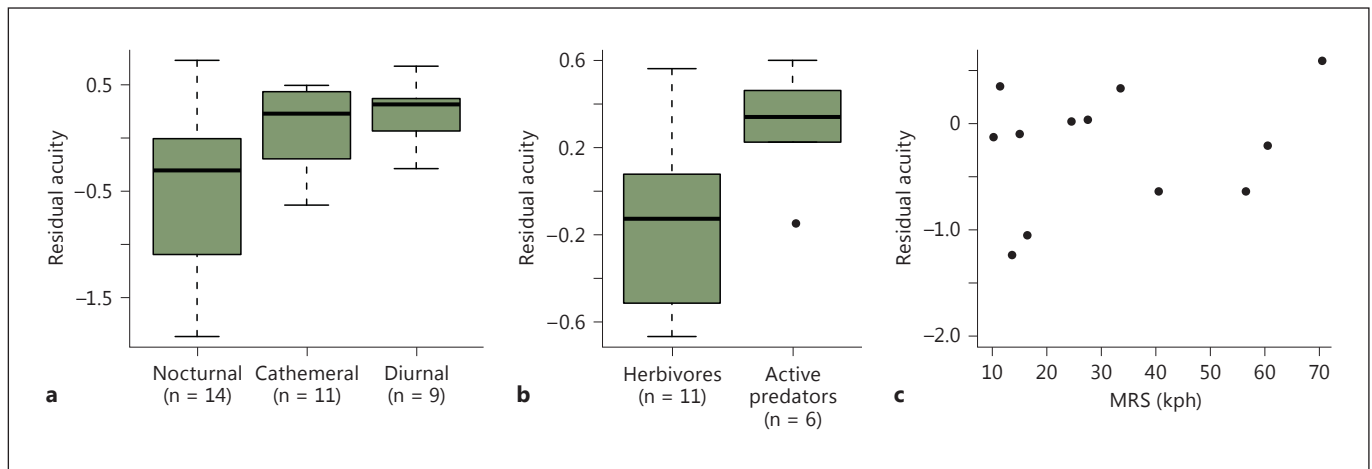 Residual acuity
0.5
−0.5
−1.5
Nocturnal
(n = 14)
Cathemeral
(n = 11)
Diurnal
(n = 9)
a
Residual acuity
0.6
0.2
−0.2
−0.6
Herbivores
(n = 11)
Active
predators
(n = 6)
b
Residual acuity
0
−1.0
−2.0
10 20 30 40 50 60 70
MRS (kph)
c